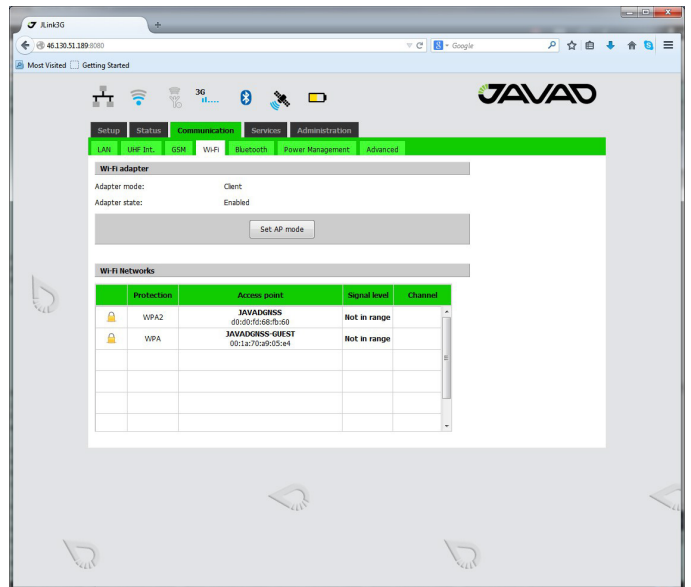 JLink3G
46.130.51.189:8080
Google
Most Visited
Getting Started
3G
JAVAD
Setup Status Communication Services Administration
LAN UHF Int. GSM Wi-Fi Bluetooth Power Management Advanced
Wi-Fi adapter
Adapter mode: Client
Adapter state: Enabled
Set AP mode
Wi-Fi Networks
Protection Access point Signal level Channel
WPA2 JAVADGNSS Not in range
d0:d0:fd:68:fb:60
WPA JAVADGNSS-GUEST Not in range
00:1a:70:a9:05:e4